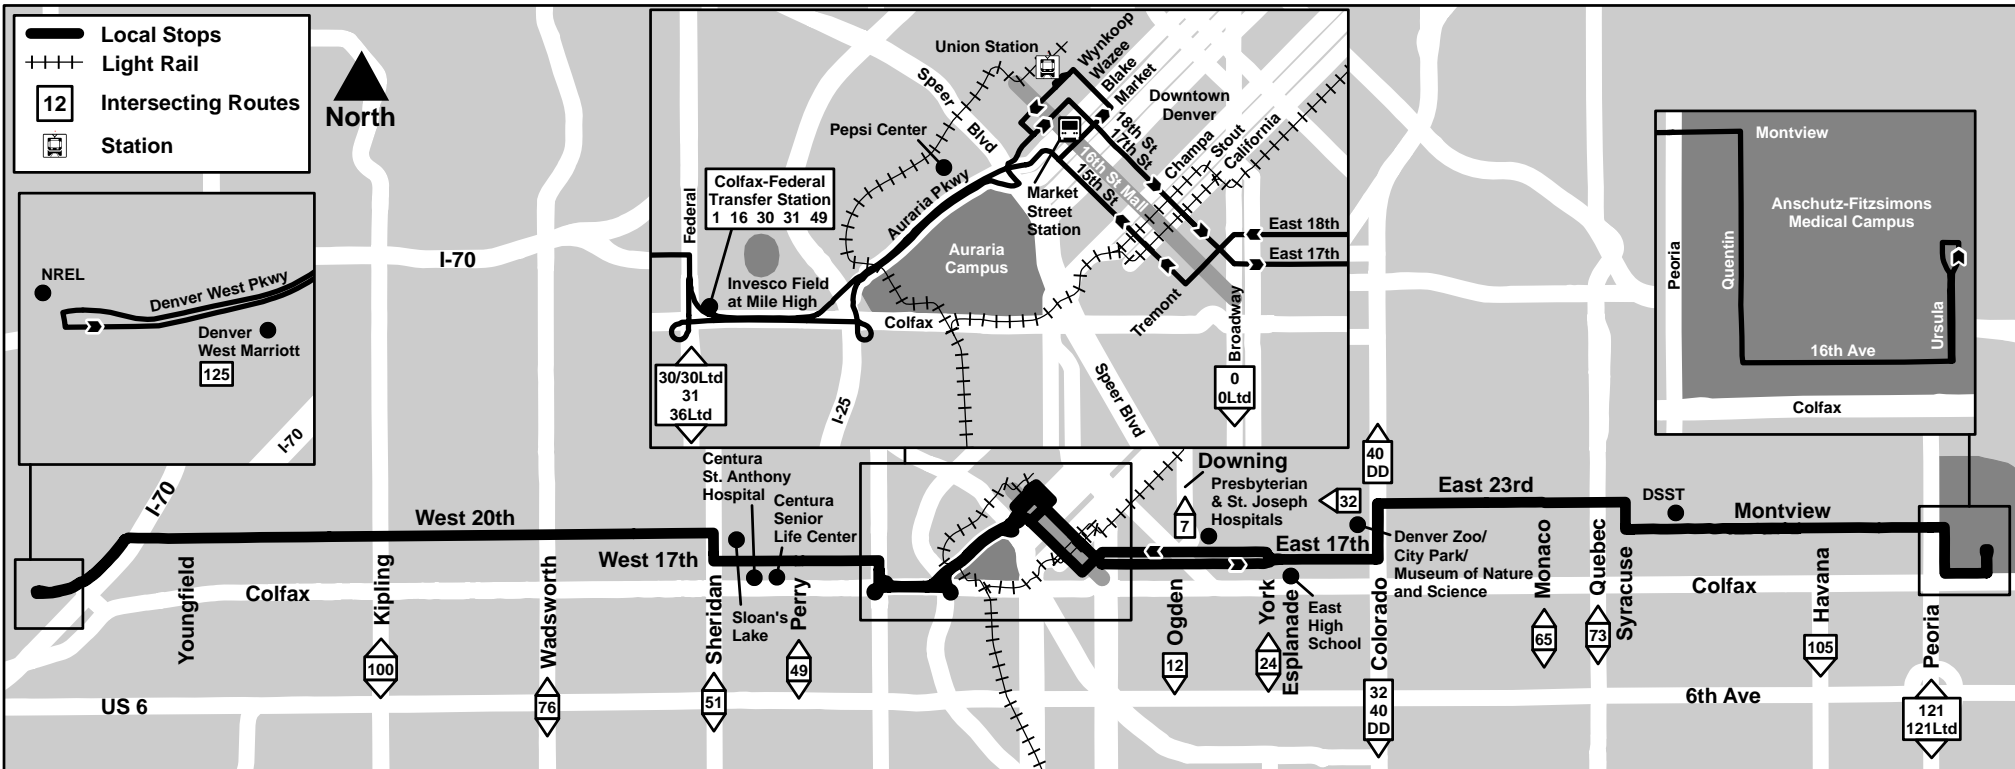 Local Stops
Light Rail
12 Intersecting Routes
Station
North
NREL
Denver West Pkwy
Denver
West Marriott
125
I-70
I-70
I-70
Union Station
Wynkoop
Wazee
Blake
Market
Speer
Blvd
Downtown
Denver
Pepsi Center
18th St
17th St
16th St Mall
15th St
Champa
Stout
California
Colfax-Federal
Transfer Station
1 16 30 31 49
Federal
Auraria Pkwy
Market
Street
Station
Auraria
Campus
Invesco Field
at Mile High
East 18th
East 17th
Colfax
Tremont
Broadway
30/30Ltd
31
36Ltd
I-25
Speer Blvd
0
0Ltd
Montview
Anschutz-Fitzsimons
Medical Campus
Peoria
Quentin
Ursula
16th Ave
Colfax
40
DD
Centura
St. Anthony
Hospital
Centura
Senior
Life Center
Downing
Presbyterian
& St. Joseph
Hospitals
7
32
East 23rd
DSST
Montview
West 20th
West 17th
East 17th
Denver Zoo/
City Park/
Museum of Nature
and Science
Colfax
Colfax
Youngfield
Kipling
Wadsworth
Sheridan
Sloan's
Lake
Perry
Ogden
York
Esplanade
East
High
School
Colorado
Monaco
Quebec
Syracuse
Havana
Peoria
100
76
51
49
12
24
32
40
DD
65
73
105
121
121Ltd
US 6
6th Ave